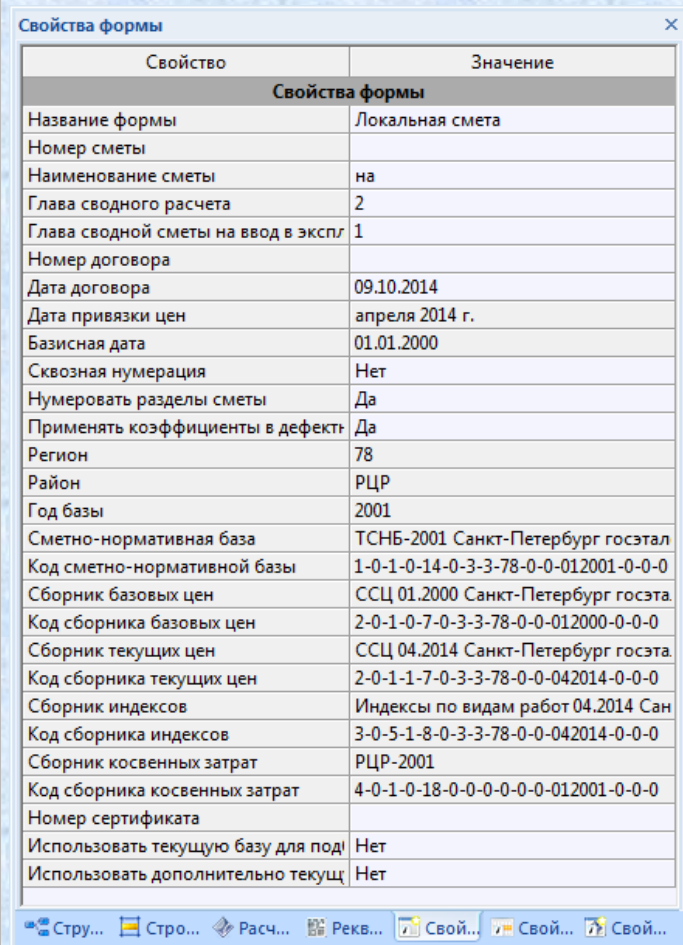 Свойства формы
Свойство Значение
Свойства формы
Название формы Локальная смета
Номер сметы
Наименование сметы на
Глава сводного расчета 2
Глава сводной сметы на ввод в экспл 1
Номер договора
Дата договора 09.10.2014
Дата привязки цен апреля 2014 г.
Базисная дата 01.01.2000
Сквозная нумерация Нет
Нумеровать разделы сметы Да
Применять коэффициенты в дефектн Да
Регион 78
Район РЦР
Год базы 2001
Сметно-нормативная база ТСНБ-2001 Санкт-Петербург госэтал
Код сметно-нормативной базы 1-0-1-0-14-0-3-3-78-0-0-012001-0-0-0
Сборник базовых цен ССЦ 01.2000 Санкт-Петербург госэта
Код сборника базовых цен 2-0-1-0-7-0-3-3-78-0-0-012000-0-0-0
Сборник текущих цен ССЦ 04.2014 Санкт-Петербург госэта
Код сборника текущих цен 2-0-1-1-7-0-3-3-78-0-0-042014-0-0-0
Сборник индексов Индексы по видам работ 04.2014 Сан
Код сборника индексов 3-0-5-1-8-0-3-3-78-0-0-042014-0-0-0
Сборник косвенных затрат РЦР-2001
Код сборника косвенных затрат 4-0-1-0-18-0-0-0-0-0-0-012001-0-0-0
Номер сертификата
Использовать текущую базу для под Нет
Использовать дополнительно текущ Нет
Стру... Стро... Расч... Рекв... Свой... Свой... Свой...